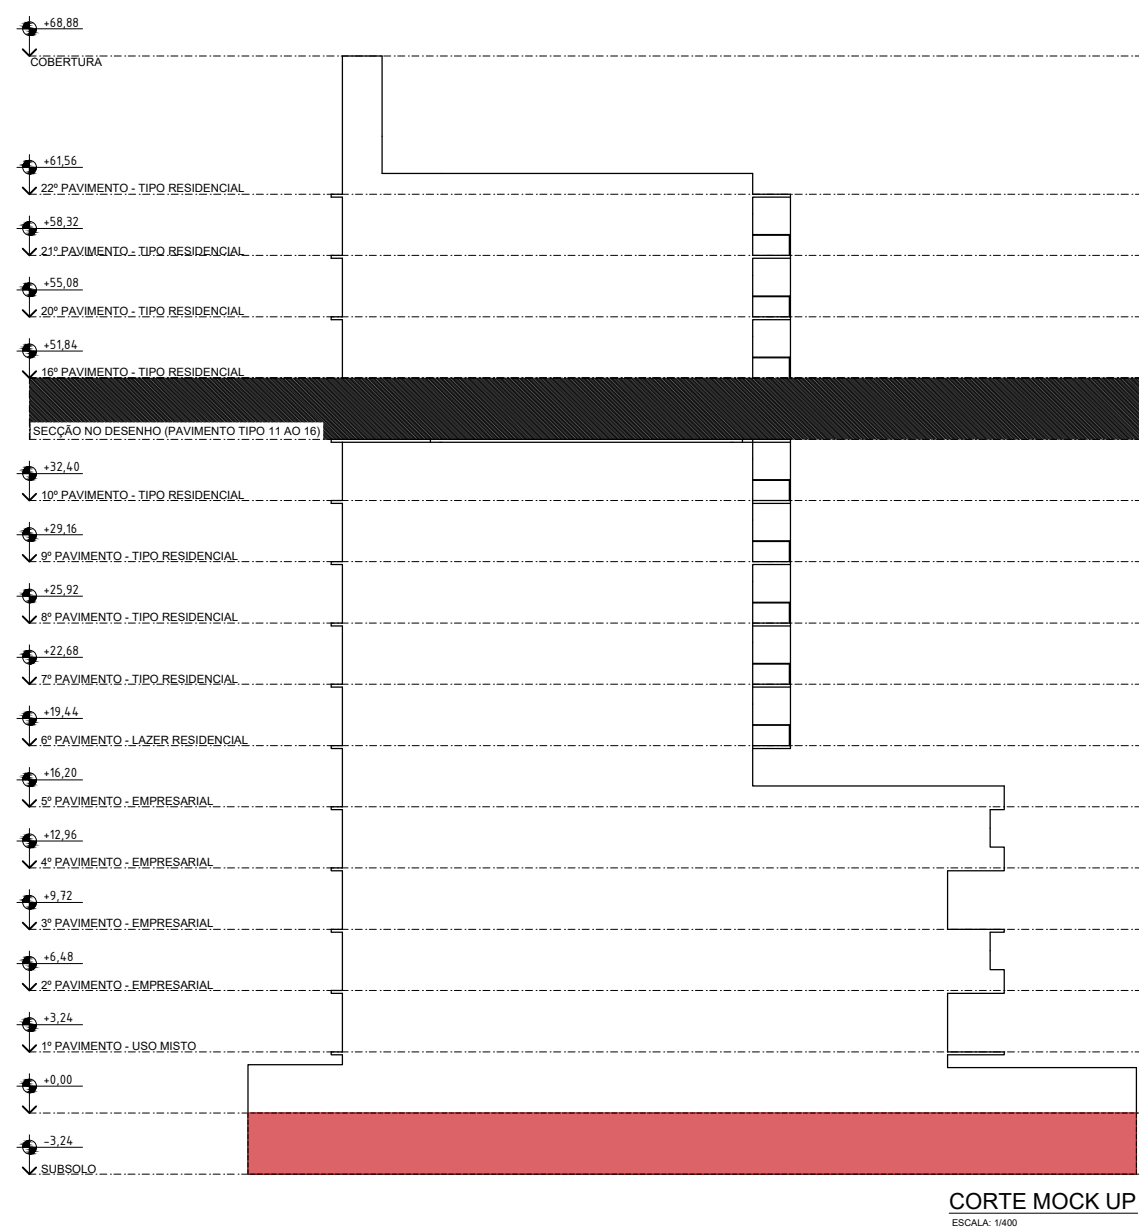 +68,88
COBERTURA
+61,56
22º PAVIMENTO - TIPO RESIDENCIAL
+58,32
21º PAVIMENTO - TIPO RESIDENCIAL
+55,08
20º PAVIMENTO - TIPO RESIDENCIAL
+51,84
16º PAVIMENTO - TIPO RESIDENCIAL
SECÇÃO NO DESENHO (PAVIMENTO TIPO 11 AO 16)
+32,40
10º PAVIMENTO - TIPO RESIDENCIAL
+29,16
9º PAVIMENTO - TIPO RESIDENCIAL
+25,92
8º PAVIMENTO - TIPO RESIDENCIAL
+22,68
7º PAVIMENTO - TIPO RESIDENCIAL
+19,44
6º PAVIMENTO - LAZER RESIDENCIAL
+16,20
5º PAVIMENTO - EMPRESARIAL
+12,96
4º PAVIMENTO - EMPRESARIAL
+9,72
3º PAVIMENTO - EMPRESARIAL
+6,48
2º PAVIMENTO - EMPRESARIAL
+3,24
1º PAVIMENTO - USO MISTO
+0,00
-3,24
SUBSOLO
CORTE MOCK UP
ESCALA: 1/400